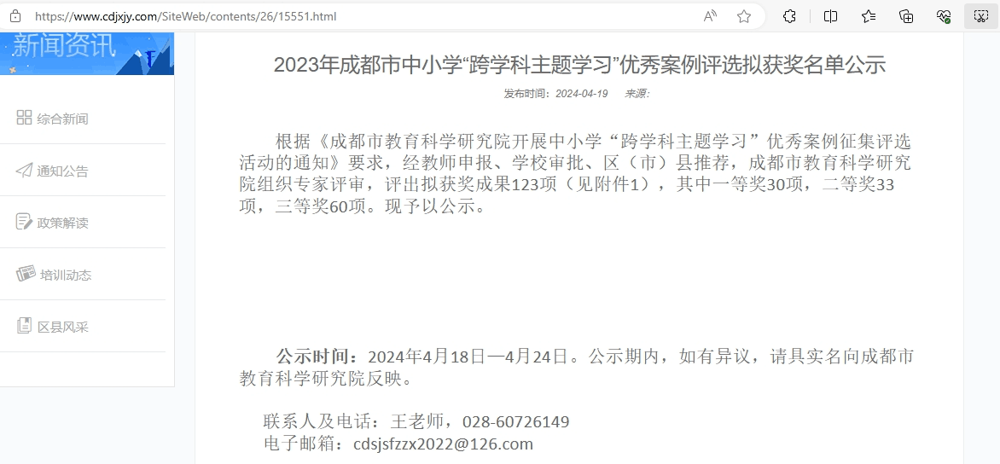 https://www.cdjxjy.com/SiteWeb/contents/26/15551.html
新闻资讯
综合新闻
通知公告
政策解读
培训动态
区县风采
2023年成都市中小学“跨学科主题学习”优秀案例评选拟获奖名单公示
发布时间：2024-04-19 来源：
根据《成都市教育科学研究院开展中小学“跨学科主题学习”优秀案例征集评选
活动的通知》要求，经教师申报、学校审批、区（市）县推荐，成都市教育科学研究
院组织专家评审，评出拟获奖成果123项（见附件1），其中一等奖30项，二等奖33
项，三等奖60项。现予以公示。
公示时间：2024年4月18日—4月24日。公示期内，如有异议，请具实名向成都市
教育科学研究院反映。
联系人及电话：王老师，028-60726149
电子邮箱：cdsjsfzzx2022@126.com